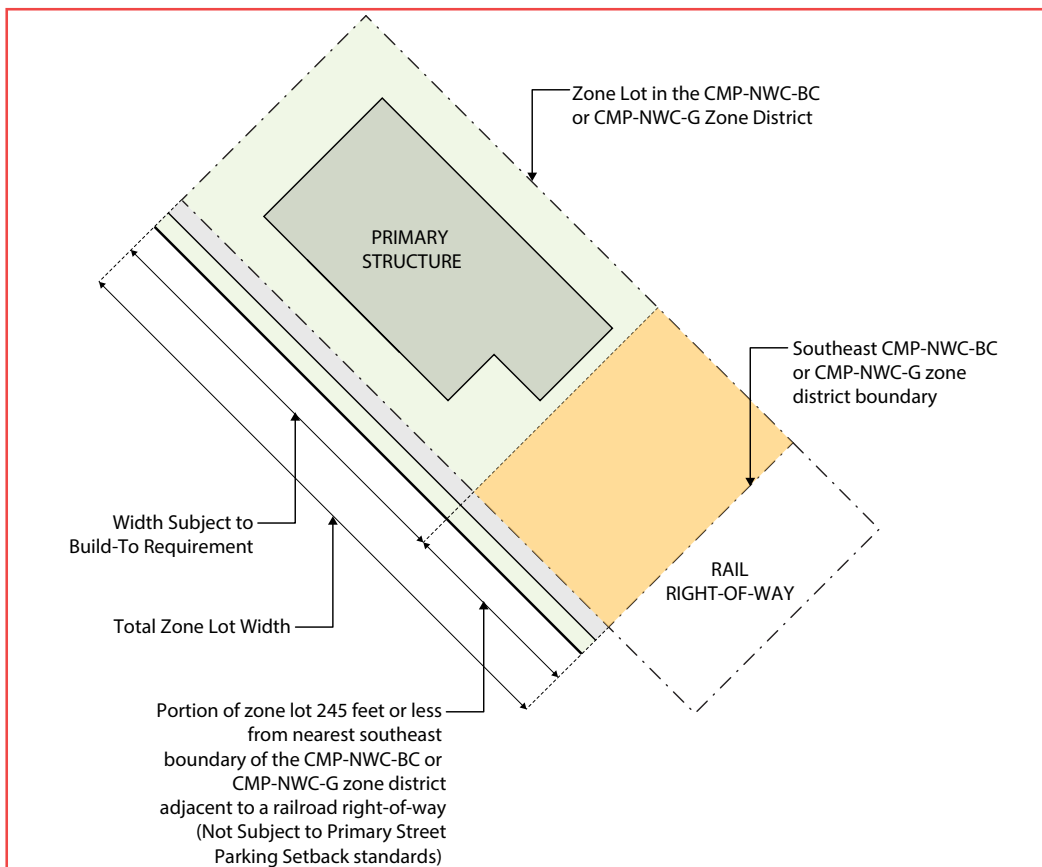 Zone Lot in the CMP-NWC-BC
or CMP-NWC-G Zone District
PRIMARY
STRUCTURE
Southeast CMP-NWC-BC
or CMP-NWC-G zone
district boundary
Width Subject to
Build-To Requirement
RAIL
RIGHT-OF-WAY
Total Zone Lot Width
Portion of zone lot 245 feet or less
from nearest southeast
boundary of the CMP-NWC-BC or
CMP-NWC-G zone district
adjacent to a railroad right-of-way
(Not Subject to Primary Street
Parking Setback standards)